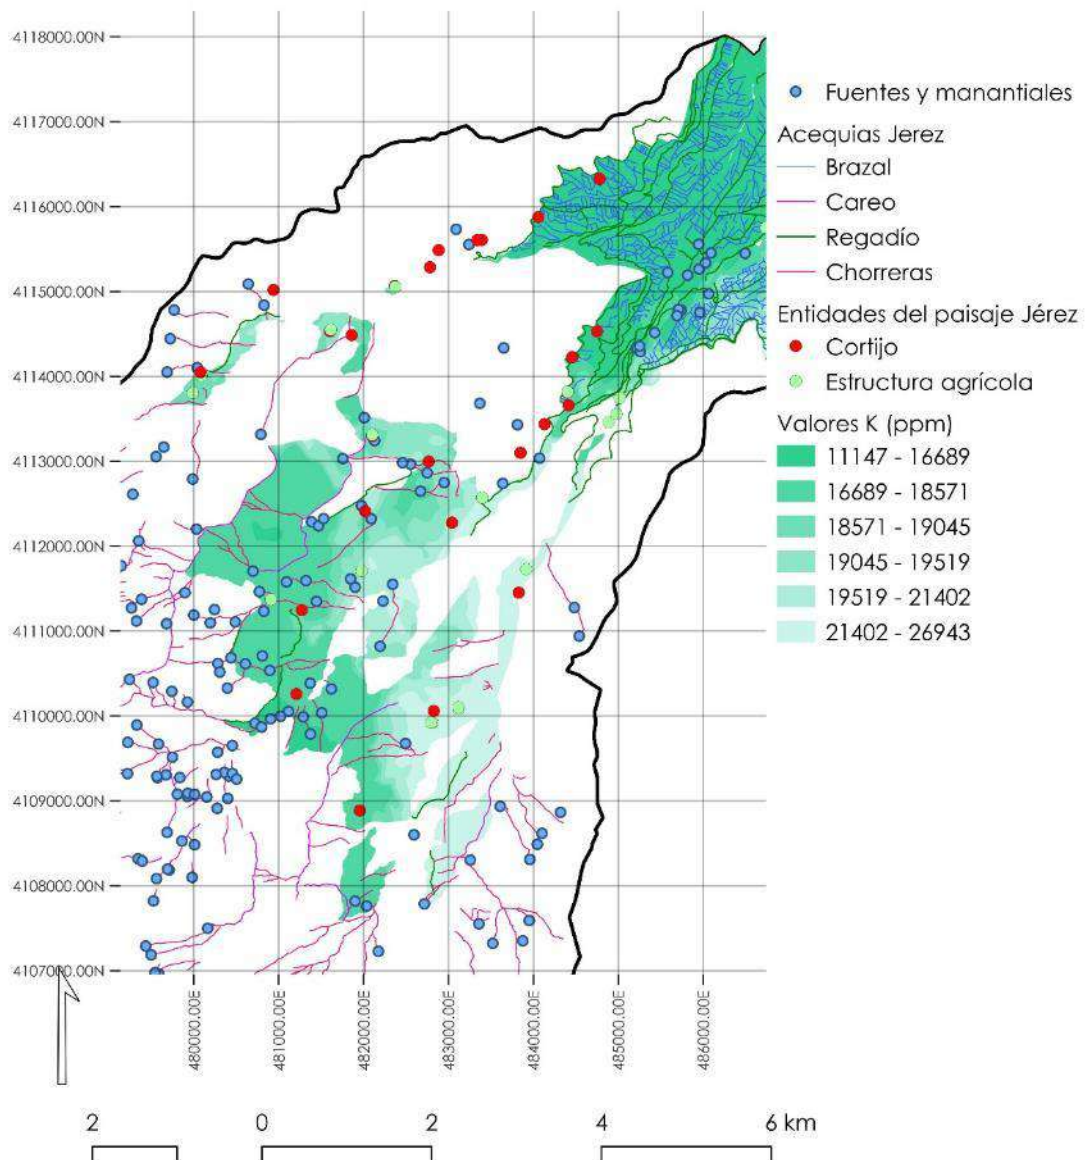 4118000.00N
4117000.00N
4116000.00N
4115000.00N
4114000.00N
4113000.00N
4112000.00N
4111000.00N
4110000.00N
4109000.00N
4108000.00N
4107000.00N
480000.00E
481000.00E
482000.00E
483000.00E
484000.00E
485000.00E
486000.00E
Fuentes y manantiales
Acequias Jerez
Brazal
Careo
Regadío
Chorreras
Entidades del paisaje Jérez
Cortijo
Estructura agrícola
Valores K (ppm)
11147 - 16689
16689 - 18571
18571 - 19045
19045 - 19519
19519 - 21402
21402 - 26943
2 0 2 4 6 km